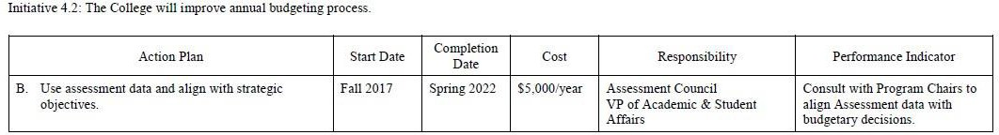 Initiative 4.2: The College will improve annual budgeting process.
Action Plan
Start Date
Completion
Date
Cost
Responsibility
Performance Indicator
B. Use assessment data and align with strategic
objectives.
Fall 2017
Spring 2022
$5,000/year
Assessment Council
VP of Academic & Student
Affairs
Consult with Program Chairs to
align Assessment data with
budgetary decisions.